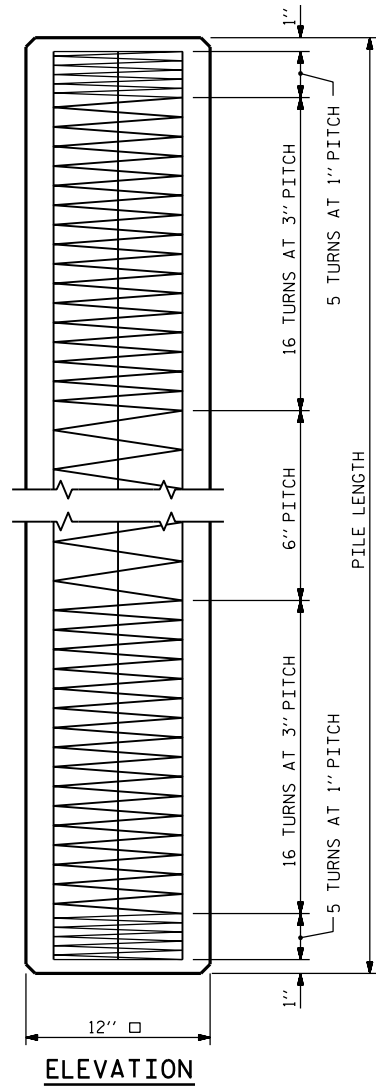 1′′
5 TURNS AT 1′′ PITCH
16 TURNS AT 3′′ PITCH
6′′ PITCH
PILE LENGTH
16 TURNS AT 3′′ PITCH
5 TURNS AT 1′′ PITCH
1′′
12′′ □
ELEVATION